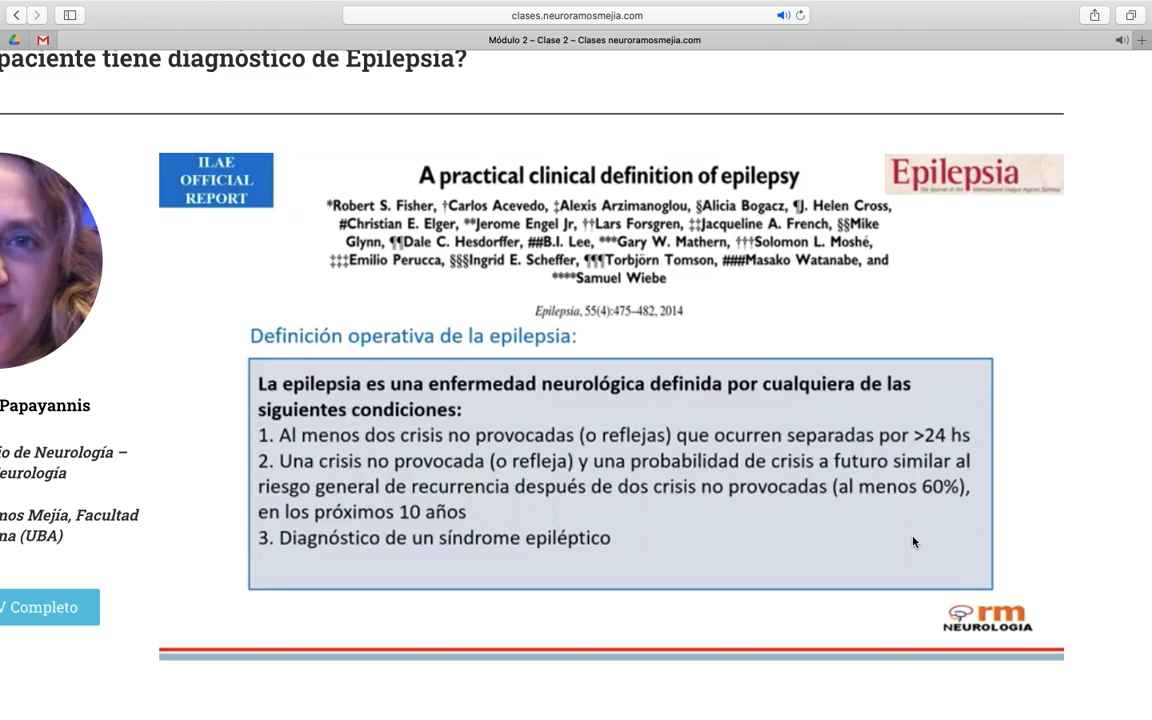 clases.neuroramosmejia.com
Módulo 2 – Clase 2 – Clases neuroramosmejia.com
paciente tiene diagnóstico de Epilepsia?
ILAE
OFFICIAL
REPORT
A practical clinical definition of epilepsy
Epilepsia
*Robert S. Fisher, †Carlos Acevedo, ‡Alexis Arzimanoglou, §Alicia Bogacz, ¶J. Helen Cross,
#Christian E. Elger, **Jerome Engel Jr, ††Lars Forsgren, ‡‡Jacqueline A. French, §§Mike
Glynn, ¶¶Dale C. Hesdorffer, ##B.I. Lee, ***Gary W. Mathern, †††Solomon L. Moshé,
‡‡‡Emilio Perucca, §§§Ingrid E. Scheffer, ¶¶¶Torbjörn Tomson, ###Masako Watanabe, and
****Samuel Wiebe
Epilepsia, 55(4):475–482, 2014
Definición operativa de la epilepsia:
La epilepsia es una enfermedad neurológica definida por cualquiera de las
siguientes condiciones:
1. Al menos dos crisis no provocadas (o reflejas) que ocurren separadas por >24 hs
2. Una crisis no provocada (o refleja) y una probabilidad de crisis a futuro similar al
riesgo general de recurrencia después de dos crisis no provocadas (al menos 60%),
en los próximos 10 años
3. Diagnóstico de un síndrome epiléptico
Papayannis
io de Neurología –
eurología
mos Mejía, Facultad
na (UBA)
V Completo
rm
NEUROLOGIA